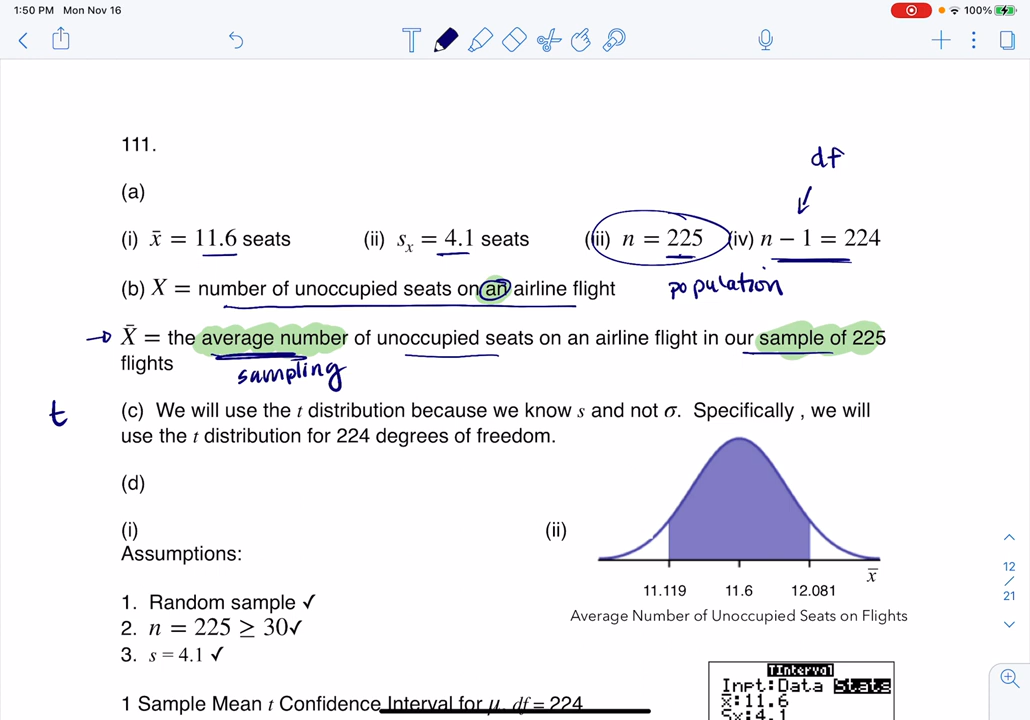 1:50 PM Mon Nov 16
100%
T
111.
df
(a)
(i) x̄ = 11.6 seats (ii) sₓ = 4.1 seats (iii) n = 225 (iv) n − 1 = 224
(b) X = number of unoccupied seats on an airline flight
population
X̄ = the average number of unoccupied seats on an airline flight in our sample of 225
flights
sampling
t
(c) We will use the t distribution because we know s and not σ. Specifically , we will
use the t distribution for 224 degrees of freedom.
(d)
(i)
(ii)
Assumptions:
x̄
11.119 11.6 12.081
Average Number of Unoccupied Seats on Flights
1. Random sample ✓
2. n = 225 ≥ 30✓
3. s = 4.1 ✓
12
/
21
1 Sample Mean t Confidence Interval for μ, df = 224
TInterval
Inpt:Data Stats
x̄:11.6
Sx:4.1